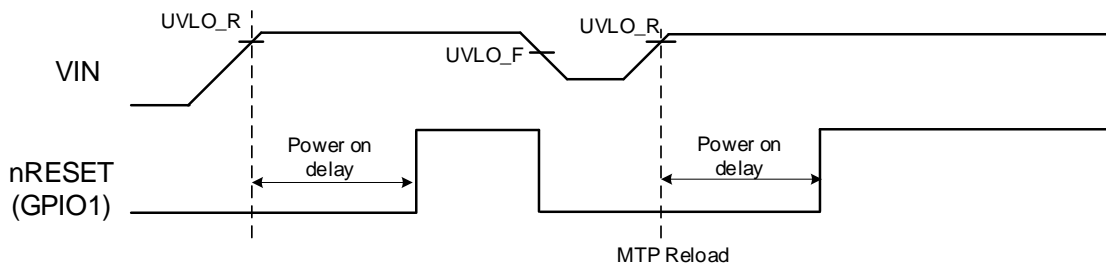 UVLO_R
UVLO_R
UVLO_F
VIN
Power on
delay
Power on
delay
nRESET
(GPIO1)
MTP Reload